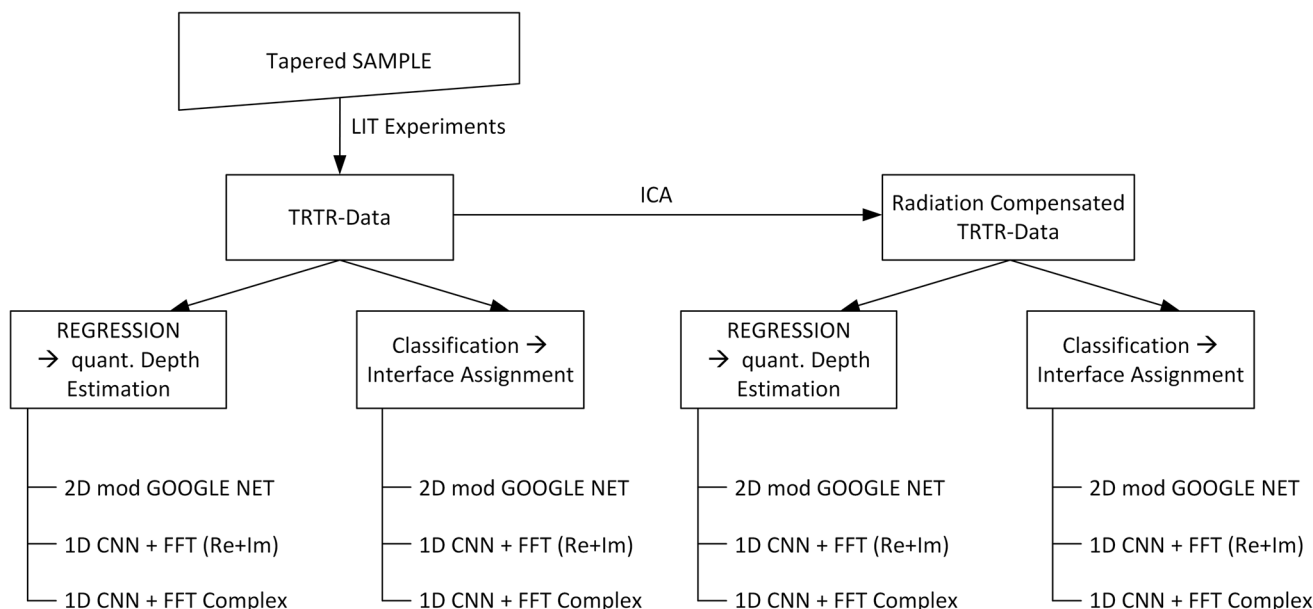 Tapered SAMPLE
LIT Experiments
TRTR-Data
ICA
Radiation Compensated
TRTR-Data
REGRESSION
→ quant. Depth
Estimation
Classification →
Interface Assignment
REGRESSION
→ quant. Depth
Estimation
Classification →
Interface Assignment
2D mod GOOGLE NET
1D CNN + FFT (Re+Im)
1D CNN + FFT Complex
2D mod GOOGLE NET
1D CNN + FFT (Re+Im)
1D CNN + FFT Complex
2D mod GOOGLE NET
1D CNN + FFT (Re+Im)
1D CNN + FFT Complex
2D mod GOOGLE NET
1D CNN + FFT (Re+Im)
1D CNN + FFT Complex